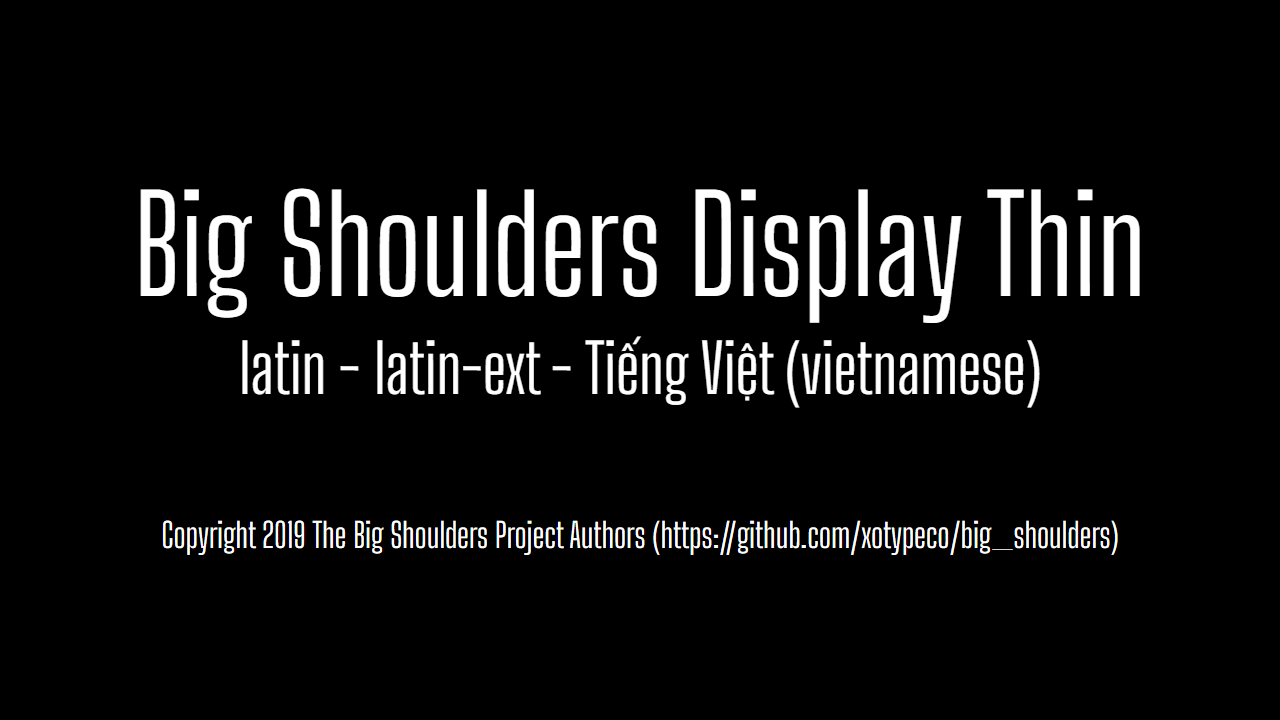 Big Shoulders Display Thin
latin - latin-ext - Tiếng Việt (vietnamese)
Copyright 2019 The Big Shoulders Project Authors (https://github.com/xotypeco/big_shoulders)